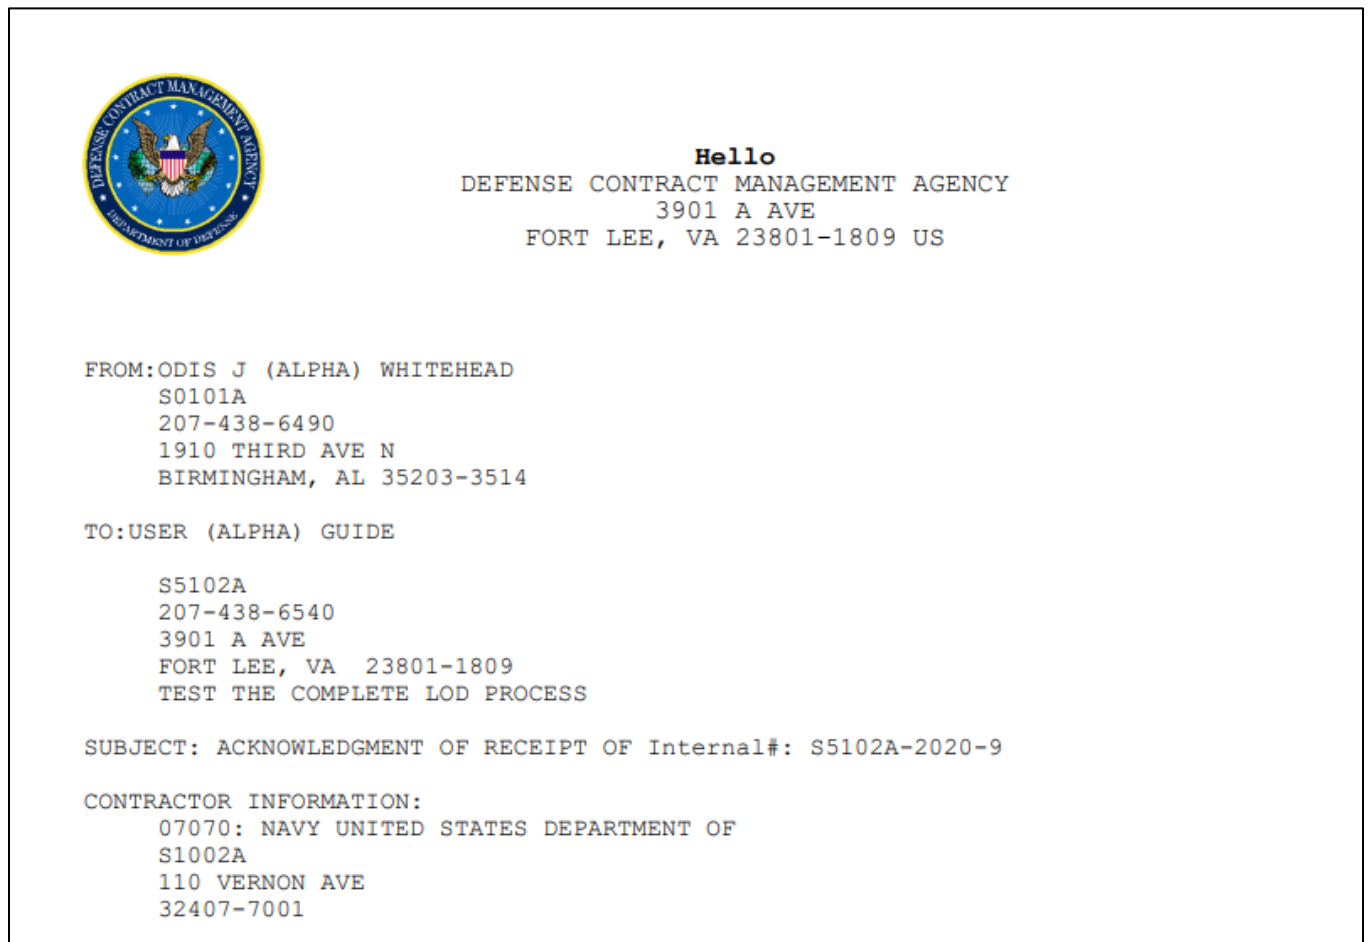 DEFENSE CONTRACT MANAGEMENT AGENCY
DEPARTMENT OF DEFENSE
Hello
DEFENSE CONTRACT MANAGEMENT AGENCY
3901 A AVE
FORT LEE, VA 23801-1809 US
FROM:ODIS J (ALPHA) WHITEHEAD
S0101A
207-438-6490
1910 THIRD AVE N
BIRMINGHAM, AL 35203-3514
TO:USER (ALPHA) GUIDE
S5102A
207-438-6540
3901 A AVE
FORT LEE, VA  23801-1809
TEST THE COMPLETE LOD PROCESS
SUBJECT: ACKNOWLEDGMENT OF RECEIPT OF Internal#: S5102A-2020-9
CONTRACTOR INFORMATION:
07070: NAVY UNITED STATES DEPARTMENT OF
S1002A
110 VERNON AVE
32407-7001